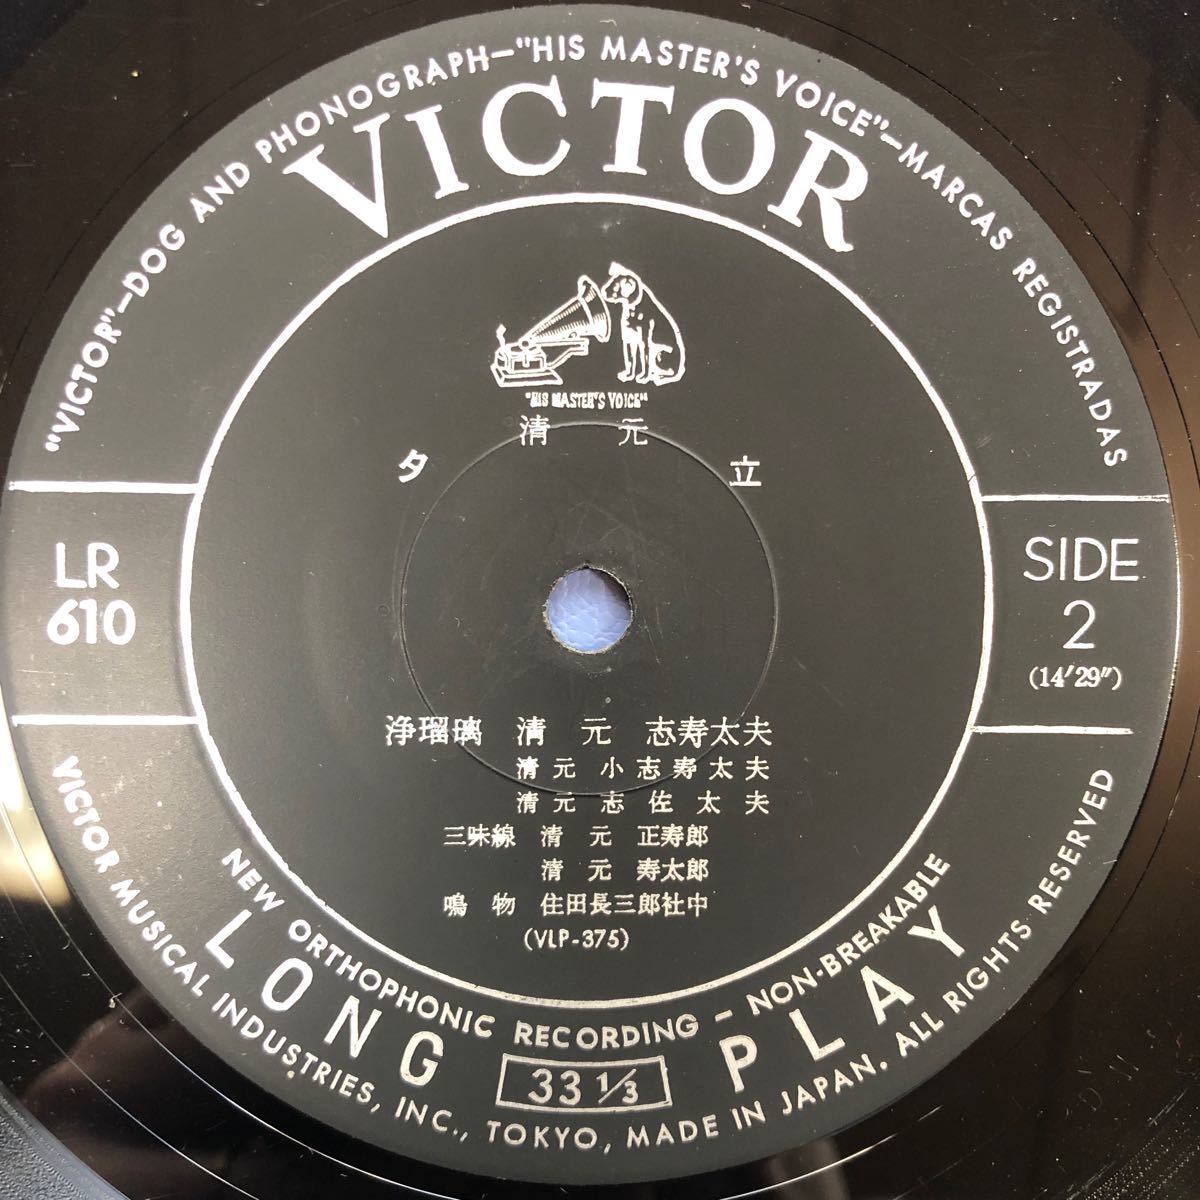 "VICTOR"—DOG AND PHONOGRAPH—"HIS MASTER'S VOICE"—MARCAS REGISTRADAS
VICTOR
"HIS MASTER'S VOICE"
清元
夕立
LR
610
SIDE
2
(14′29″)
浄瑠璃 清元 志寿太夫
清元 小志寿太夫
清元 志佐太夫
三味線 清元 正寿郎
清元 寿太郎
鳴物 住田長三郎社中
(VLP-375)
NEW ORTHOPHONIC RECORDING – NON-BREAKABLE
LONG PLAY
33 1/3
VICTOR MUSICAL INDUSTRIES, INC., TOKYO, MADE IN JAPAN. ALL RIGHTS RESERVED